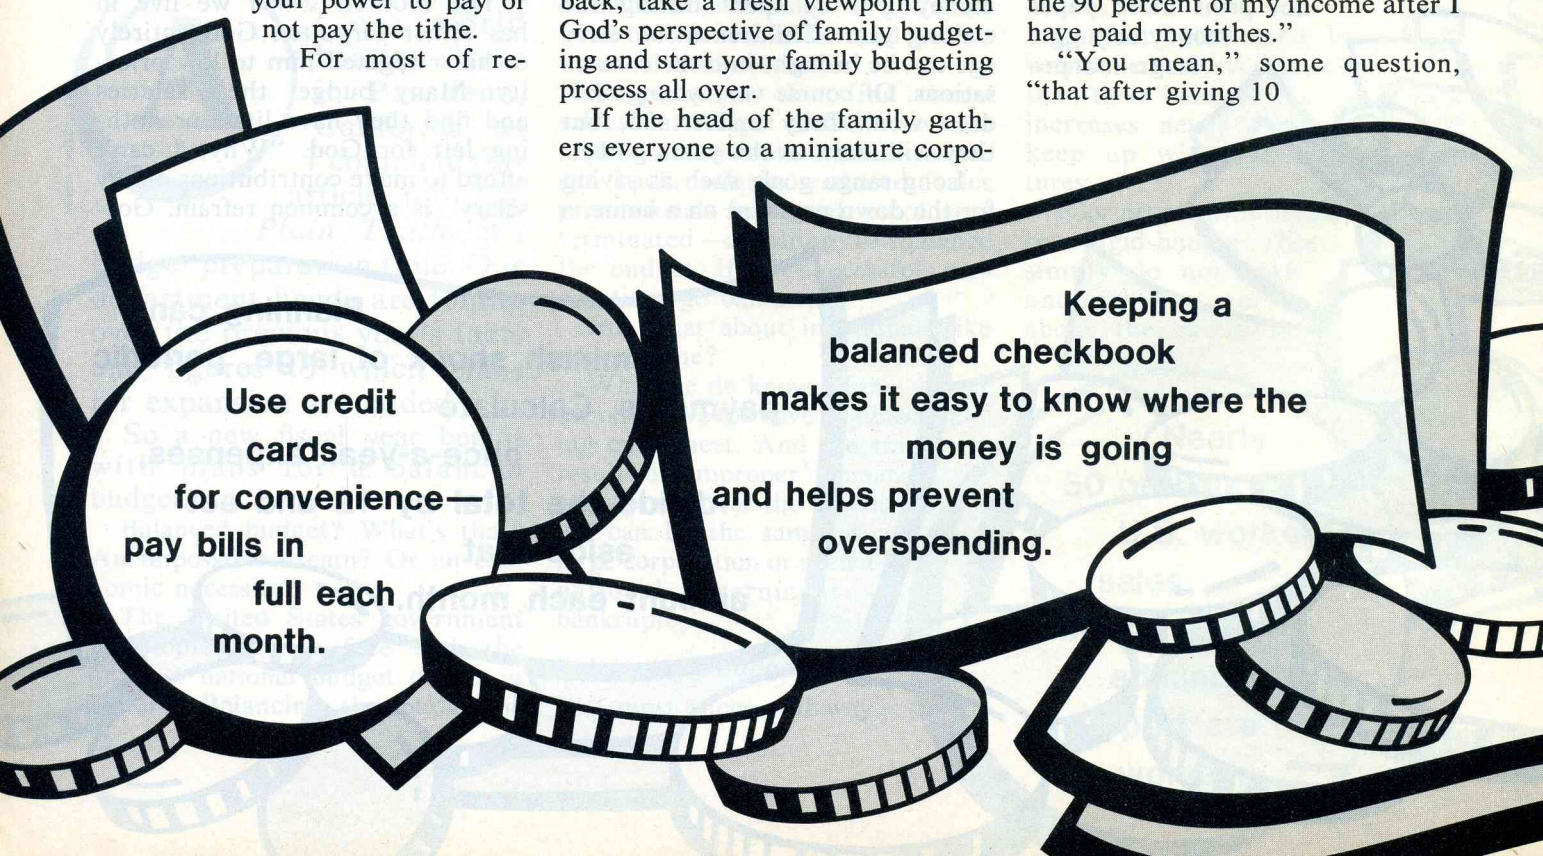 your power to pay or
not pay the tithe.
For most of re-
back, take a fresh viewpoint from
God's perspective of family budget-
ing and start your family budgeting
process all over.
If the head of the family gath-
ers everyone to a miniature corpo-
the 90 percent of my income after I
have paid my tithes.”
“You mean,” some question,
“that after giving 10
Use credit
cards
for convenience—
pay bills in
full each
month.
Keeping a
balanced checkbook
makes it easy to know where the
money is going
and helps prevent
overspending.